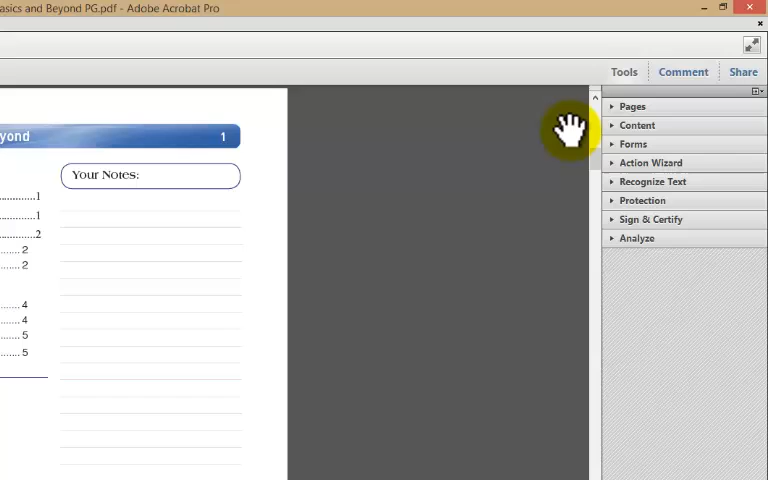 asics and Beyond PG.pdf - Adobe Acrobat Pro
Tools Comment Share
Pages
Content
Forms
Action Wizard
Recognize Text
Protection
Sign & Certify
Analyze
yond 1
Your Notes:
.............1
.............1
.............2
....... 2
....... 2
....... 4
....... 4
....... 5
....... 5